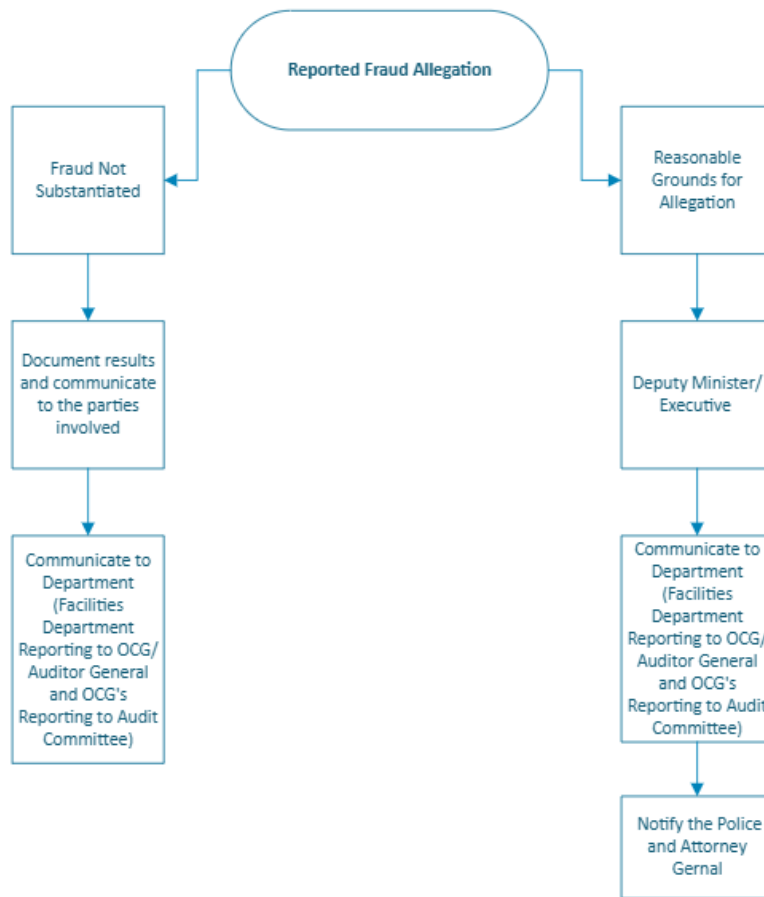 Reported Fraud Allegation
Fraud Not
Substantiated
Reasonable
Grounds for
Allegation
Document results
and communicate
to the parties
involved
Deputy Minister/
Executive
Communicate to
Department
(Facilities
Department
Reporting to OCG/
Auditor General
and OCG's
Reporting to Audit
Committee)
Communicate to
Department
(Facilities
Department
Reporting to OCG/
Auditor General
and OCG's
Reporting to Audit
Committee)
Notify the Police
and Attorney
Gernal